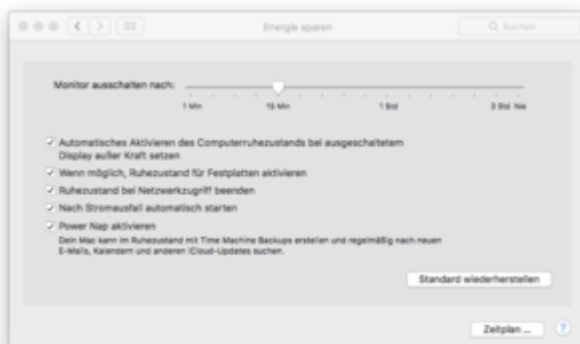 Energie sparen
Suchen
Monitor ausschalten nach:
1 Min 15 Min 1 Std 3 Std Nie
Automatisches Aktivieren des Computerruhezustands bei ausgeschaltetem
Display außer Kraft setzen
Wenn möglich, Ruhezustand für Festplatten aktivieren
Ruhezustand bei Netzwerkzugriff beenden
Nach Stromausfall automatisch starten
Power Nap aktivieren
Dein Mac kann im Ruhezustand mit Time Machine Backups erstellen und regelmäßig nach neuen
E-Mails, Kalendern und anderen iCloud-Updates suchen.
Standard wiederherstellen
Zeitplan ... ?